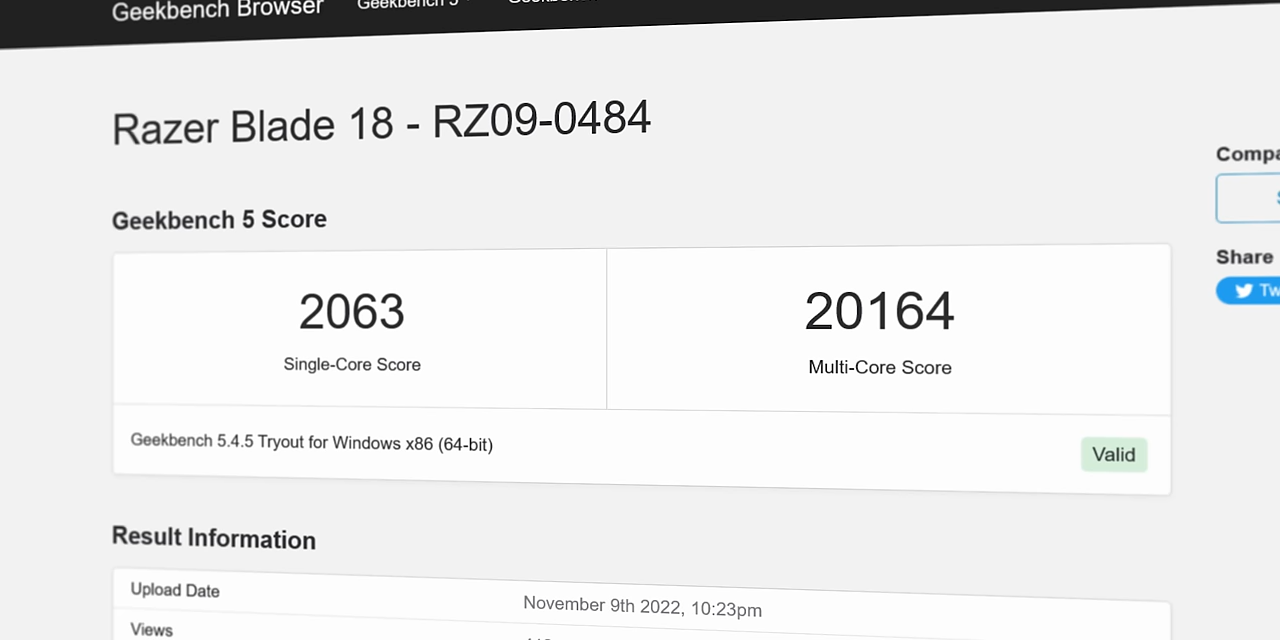 Geekbench Browser Geekbench 5
Razer Blade 18 - RZ09-0484
Geekbench 5 Score
2063 20164
Single-Core Score Multi-Core Score
Geekbench 5.4.5 Tryout for Windows x86 (64-bit) Valid
Share
Result Information
Upload Date November 9th 2022, 10:23pm
Views